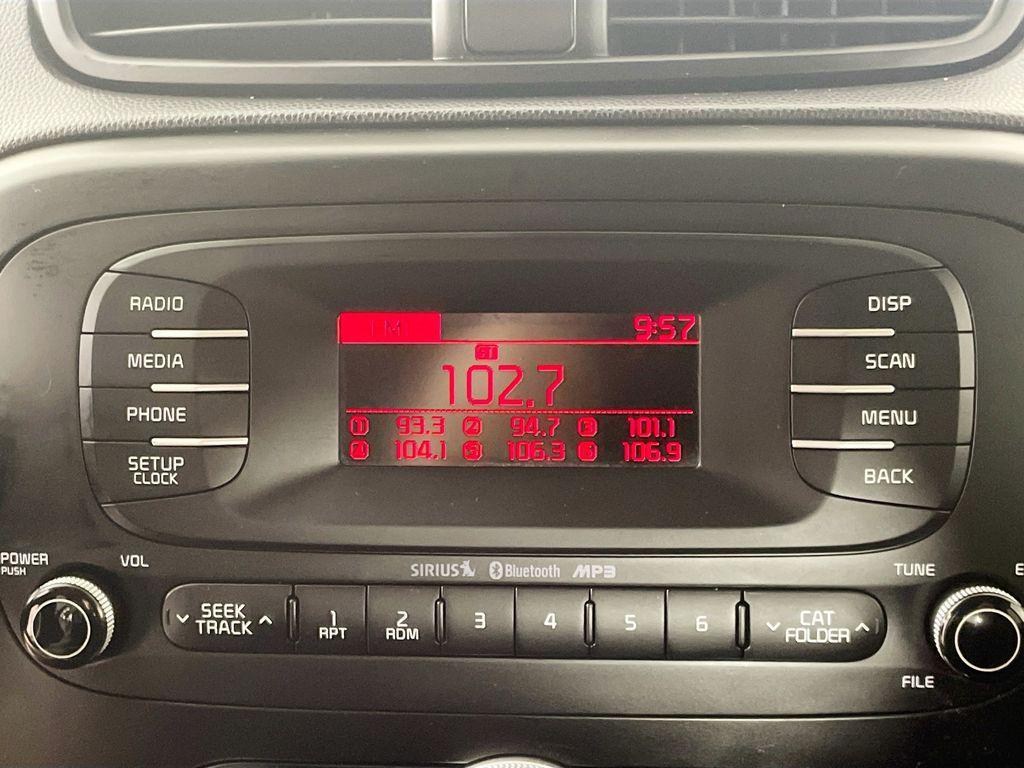 RADIO
MEDIA
PHONE
SETUP
CLOCK
FM 9:57
ST
102.7
1 93.3 2 94.7 3 101.1
4 104.1 5 106.3 6 106.9
DISP
SCAN
MENU
BACK
POWER
PUSH
VOL
SIRIUS Bluetooth MP3
TUNE
SEEK
TRACK
1
RPT
2
RDM
3
4
5
6
CAT
FOLDER
FILE